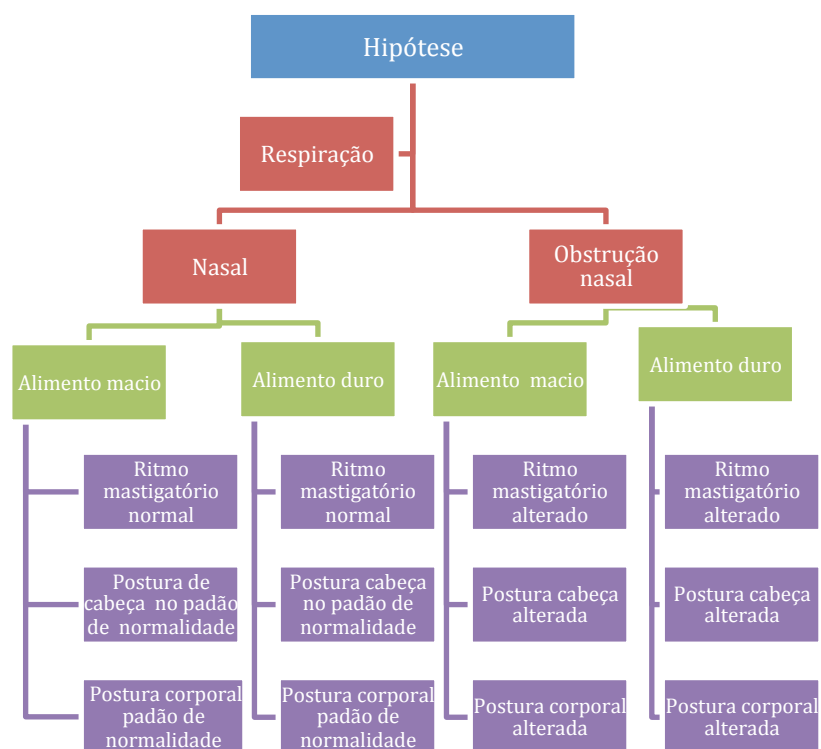 Hipótese
Respiração
Nasal
Obstrução
nasal
Alimento macio
Alimento duro
Alimento macio
Alimento duro
Ritmo
mastigatório
normal
Ritmo
mastigatório
normal
Ritmo
mastigatório
alterado
Ritmo
mastigatório
alterado
Postura de
cabeça no padão
de normalidade
Postura cabeça
no padão de
normalidade
Postura cabeça
alterada
Postura cabeça
alterada
Postura corporal
padão de
normalidade
Postura corporal
padão de
normalidade
Postura corporal
alterada
Postura corporal
alterada